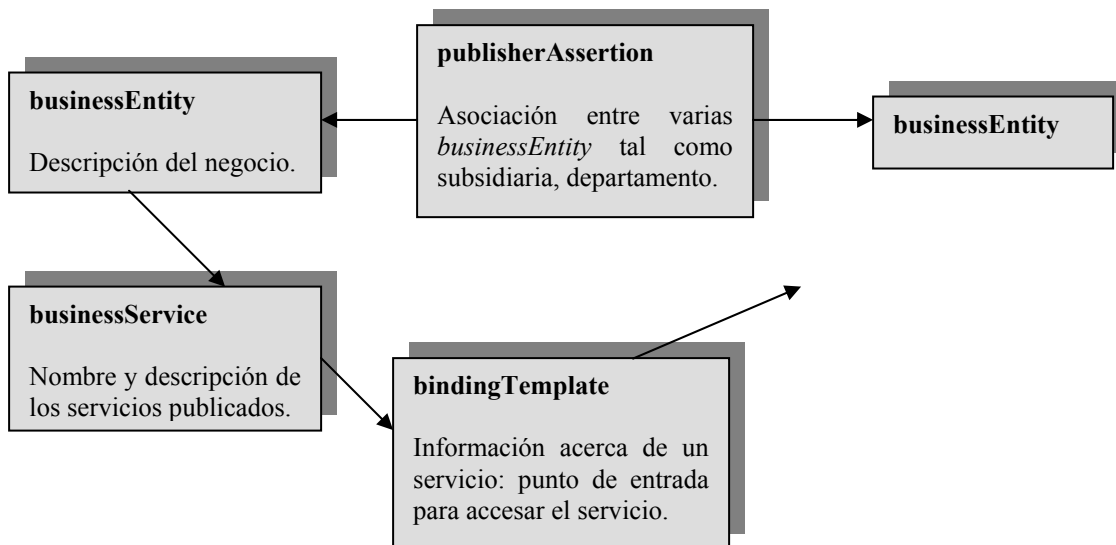 publisherAssertion
Asociación entre varias
businessEntity tal como
subsidiaria, departamento.
businessEntity
Descripción del negocio.
businessEntity
businessService
Nombre y descripción de
los servicios publicados.
bindingTemplate
Información acerca de un
servicio: punto de entrada
para accesar el servicio.